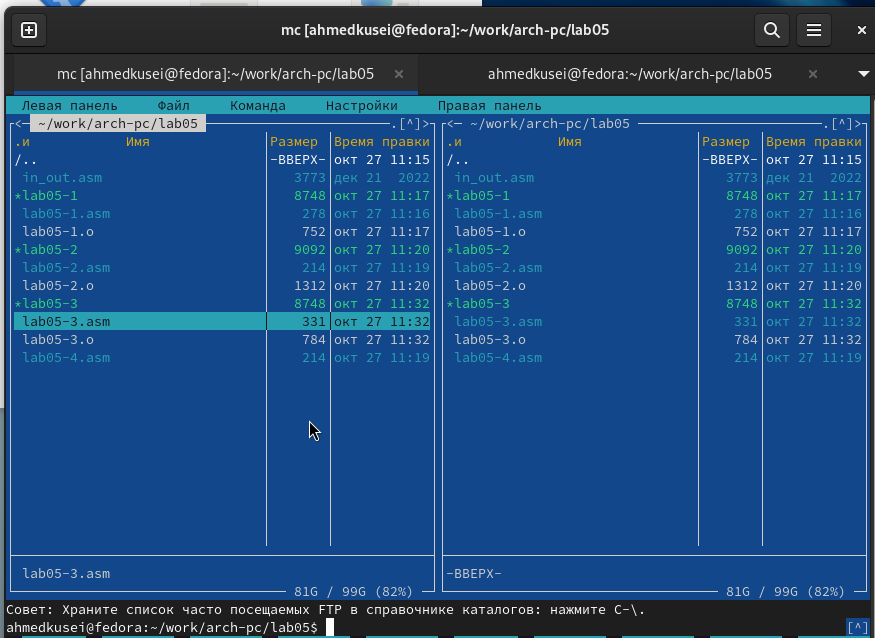 mc [ahmedkusei@fedora]:~/work/arch-pc/lab05
mc [ahmedkusei@fedora]:~/work/arch-pc/lab05 × ahmedkusei@fedora:~/work/arch-pc/lab05 ×
Левая панель Файл Команда Настройки Правая панель
<─ ~/work/arch-pc/lab05 .[^]> <─ ~/work/arch-pc/lab05 .[^]>
.и Имя Размер Время правки .и Имя Размер Время правки
/.. -ВВЕРХ- окт 27 11:15 /.. -ВВЕРХ- окт 27 11:15
in_out.asm 3773 дек 21 2022 in_out.asm 3773 дек 21 2022
*lab05-1 8748 окт 27 11:17 *lab05-1 8748 окт 27 11:17
lab05-1.asm 278 окт 27 11:16 lab05-1.asm 278 окт 27 11:16
lab05-1.o 752 окт 27 11:17 lab05-1.o 752 окт 27 11:17
*lab05-2 9092 окт 27 11:20 *lab05-2 9092 окт 27 11:20
lab05-2.asm 214 окт 27 11:19 lab05-2.asm 214 окт 27 11:19
lab05-2.o 1312 окт 27 11:20 lab05-2.o 1312 окт 27 11:20
*lab05-3 8748 окт 27 11:32 *lab05-3 8748 окт 27 11:32
lab05-3.asm 331 окт 27 11:32 lab05-3.asm 331 окт 27 11:32
lab05-3.o 784 окт 27 11:32 lab05-3.o 784 окт 27 11:32
lab05-4.asm 214 окт 27 11:19 lab05-4.asm 214 окт 27 11:19
lab05-3.asm -ВВЕРХ-
81G / 99G (82%) 81G / 99G (82%)
Совет: Храните список часто посещаемых FTP в справочнике каталогов: нажмите C-\.
ahmedkusei@fedora:~/work/arch-pc/lab05$ [^]